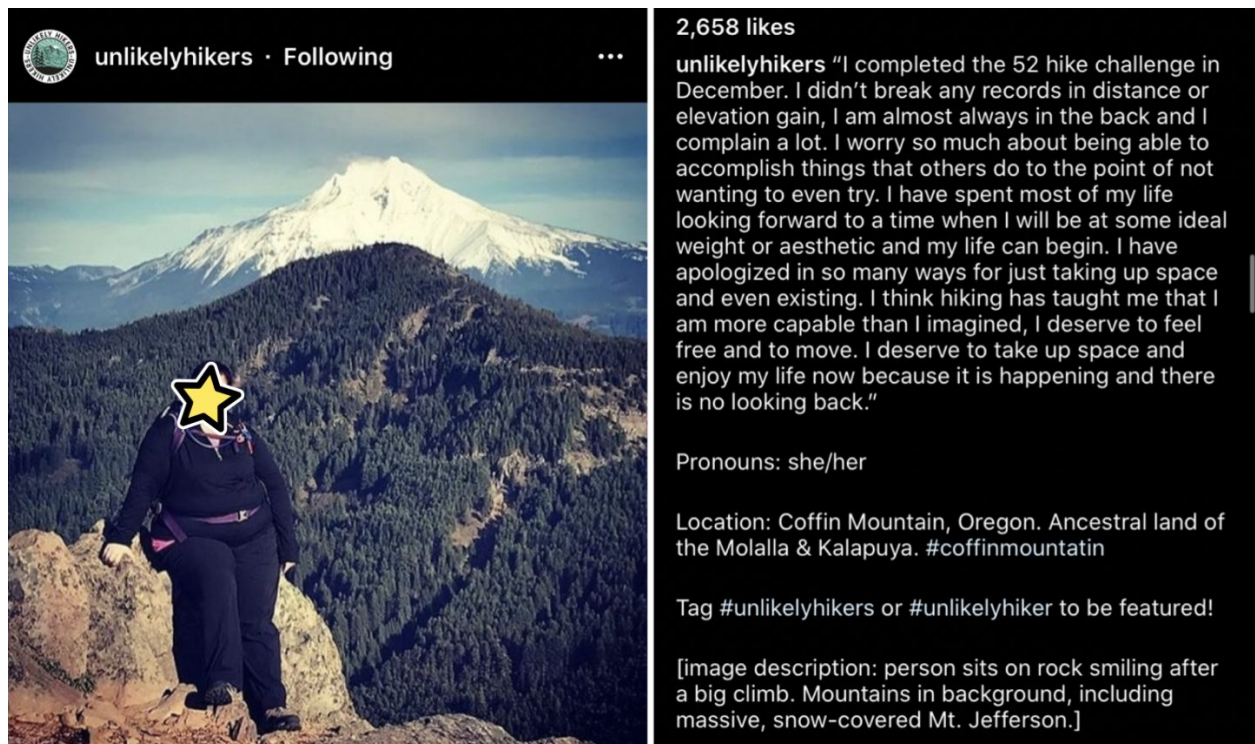 UNLIKELY HIKERS · UNLIKELY HIKERS
unlikelyhikers · Following
2,658 likes
unlikelyhikers “I completed the 52 hike challenge in
December. I didn’t break any records in distance or
elevation gain, I am almost always in the back and I
complain a lot. I worry so much about being able to
accomplish things that others do to the point of not
wanting to even try. I have spent most of my life
looking forward to a time when I will be at some ideal
weight or aesthetic and my life can begin. I have
apologized in so many ways for just taking up space
and even existing. I think hiking has taught me that I
am more capable than I imagined, I deserve to feel
free and to move. I deserve to take up space and
enjoy my life now because it is happening and there
is no looking back.”
Pronouns: she/her
Location: Coffin Mountain, Oregon. Ancestral land of
the Molalla & Kalapuya. #coffinmountatin
Tag #unlikelyhikers or #unlikelyhiker to be featured!
[image description: person sits on rock smiling after
a big climb. Mountains in background, including
massive, snow-covered Mt. Jefferson.]